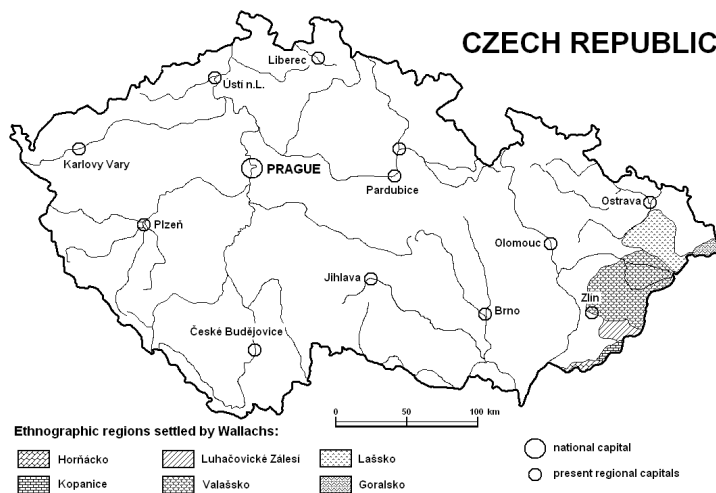 CZECH REPUBLIC
Liberec
Ústí n.L.
Karlovy Vary
PRAGUE
Pardubice
Ostrava
Plzeň
Olomouc
Jihlava
Zlín
Brno
České Budějovice
0 50 100 km
Ethnographic regions settled by Wallachs:
Horňácko
Luhačovické Zálesí
Lašsko
national capital
Kopanice
Valašsko
Goralsko
present regional capitals